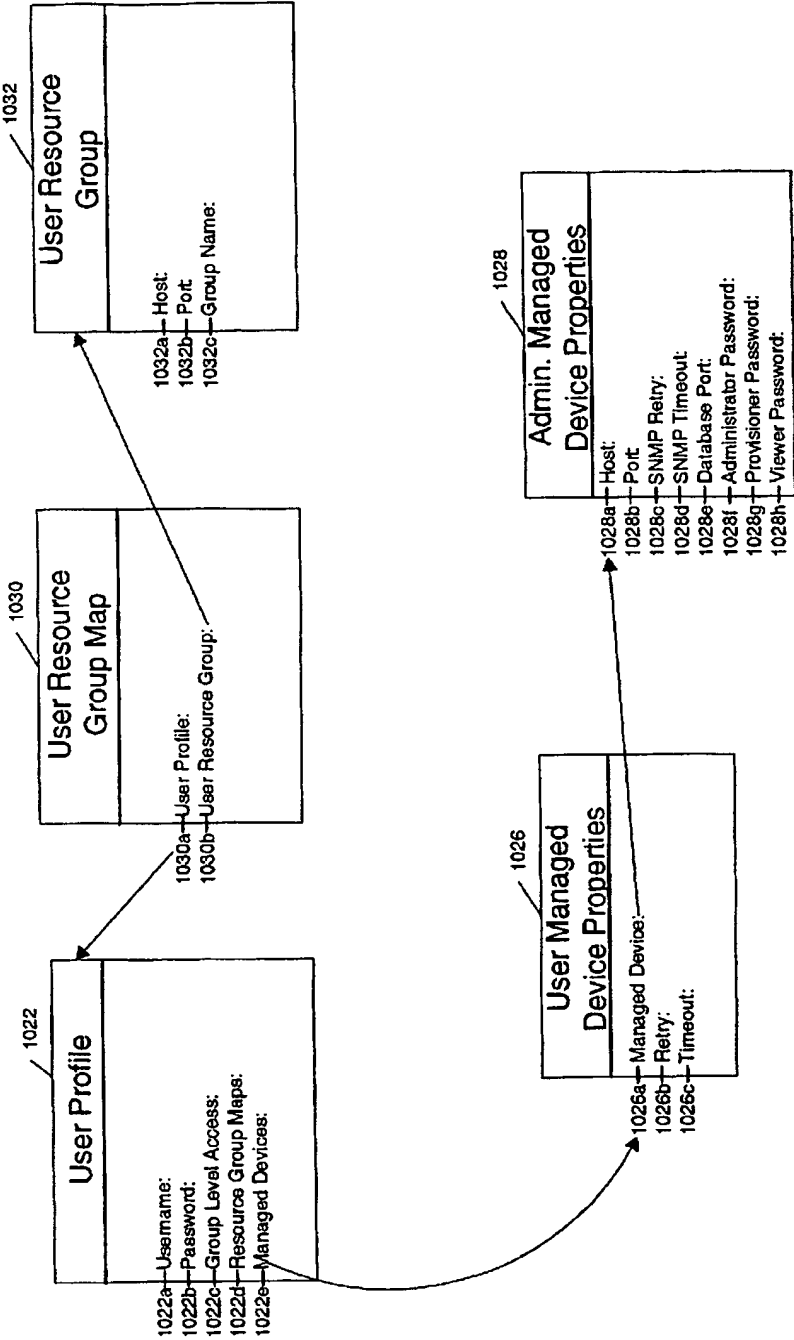 1022
User Profile
1022a Username:
1022b Password:
1022c Group Level Access:
1022d Resource Group Maps:
1022e Managed Devices:
1030
User Resource
Group Map
1030a User Profile:
1030b User Resource Group:
1032
User Resource
Group
1032a Host:
1032b Port:
1032c Group Name:
1026
User Managed
Device Properties
1026a Managed Device:
1026b Retry:
1026c Timeout:
1028
Admin. Managed
Device Properties
1028a Host:
1028b Port:
1028c SNMP Retry:
1028d SNMP Timeout:
1028e Database Port:
1028f Administrator Password:
1028g Provisioner Password:
1028h Viewer Password: